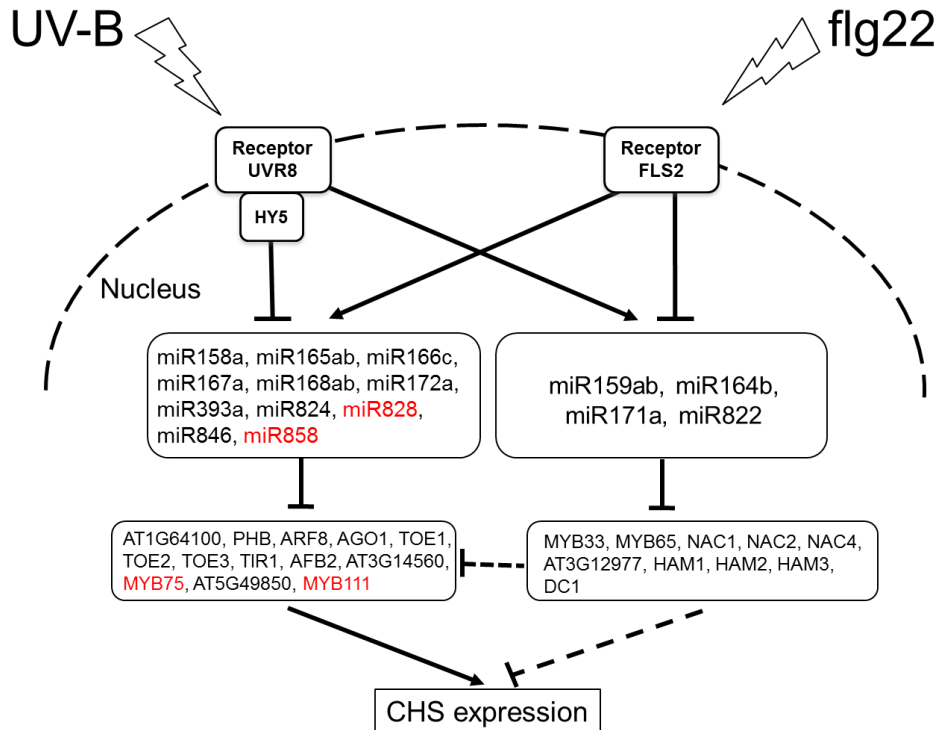 UV-B
flg22
Receptor
UVR8
Receptor
FLS2
HY5
Nucleus
miR158a, miR165ab, miR166c,
miR167a, miR168ab, miR172a,
miR393a, miR824, miR828,
miR846, miR858
miR159ab, miR164b,
miR171a, miR822
AT1G64100, PHB, ARF8, AGO1, TOE1,
TOE2, TOE3, TIR1, AFB2, AT3G14560,
MYB75, AT5G49850, MYB111
MYB33, MYB65, NAC1, NAC2, NAC4,
AT3G12977, HAM1, HAM2, HAM3,
DC1
CHS expression